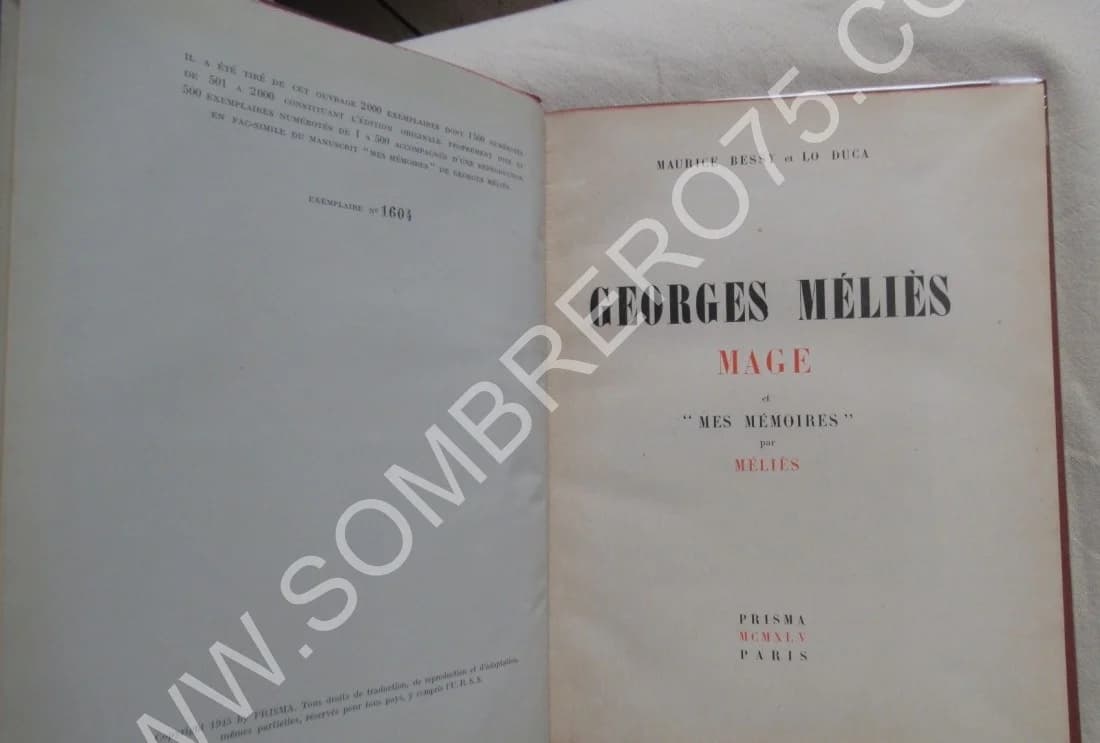 IL A ÉTÉ TIRÉ DE CET OUVRAGE 2000 EXEMPLAIRES DONT 1500 NUMÉROTÉS
DE 501 A 2000 CONSTITUANT L'ÉDITION ORIGINALE PROPREMENT DITE ET
500 EXEMPLAIRES NUMÉROTÉS DE 1 A 500 ACCOMPAGNÉS D'UNE REPRODUCTION
EN FAC-SIMILE DU MANUSCRIT "MES MÉMOIRES" DE GEORGES MÉLIÈS.
EXEMPLAIRE N° 1604
Copyright 1945 by PRISMA. Tous droits de traduction, de reproduction et d'adaptation,
mêmes partielles, réservés pour tous pays, y compris l'U. R. S. S.
MAURICE BESSY et LO DUCA
GEORGES MÉLIÈS
MAGE
et
"MES MÉMOIRES"
par
MÉLIÈS
PRISMA
MCMXLV
PARIS
WWW.SOMBRERO75.CO